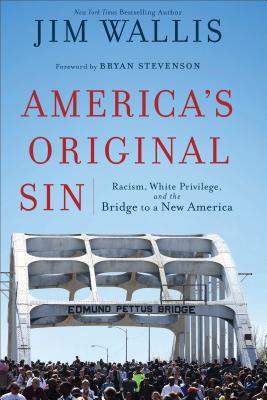 New York Times Bestselling Author
JIM WALLIS
Foreword by BRYAN STEVENSON
AMERICA'S
ORIGINAL
SIN
Racism, White Privilege,
and the
Bridge to a New America
EDMUND PETTUS BRIDGE